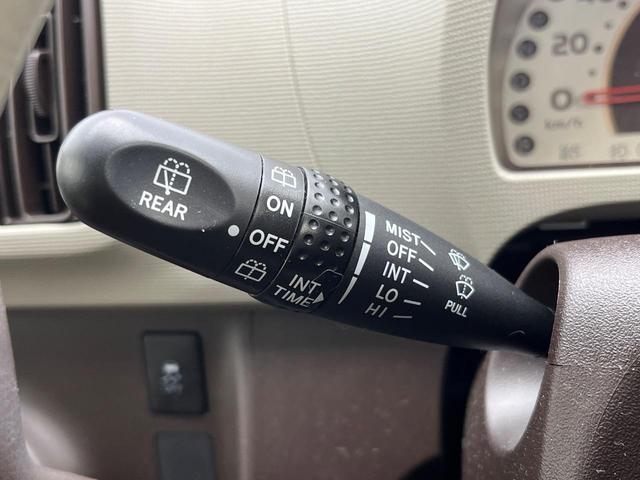 REAR
ON
OFF
INT
TIME
MIST
OFF
INT
LO
HI
PULL
20
0
km/h